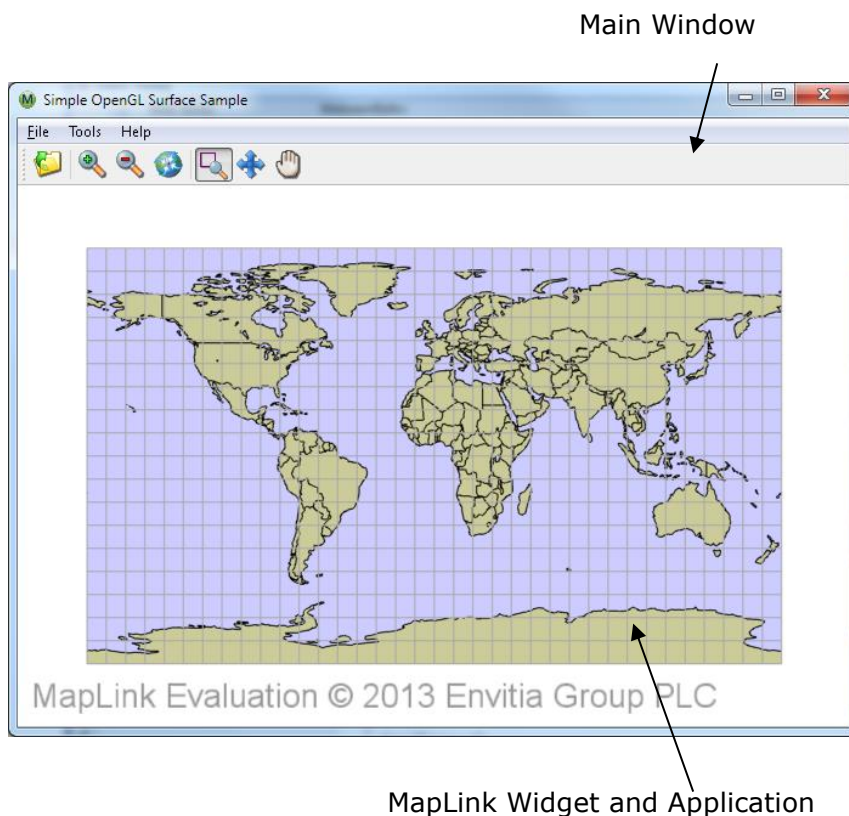 Main Window
Simple OpenGL Surface Sample
File Tools Help
MapLink Evaluation © 2013 Envitia Group PLC
MapLink Widget and Application